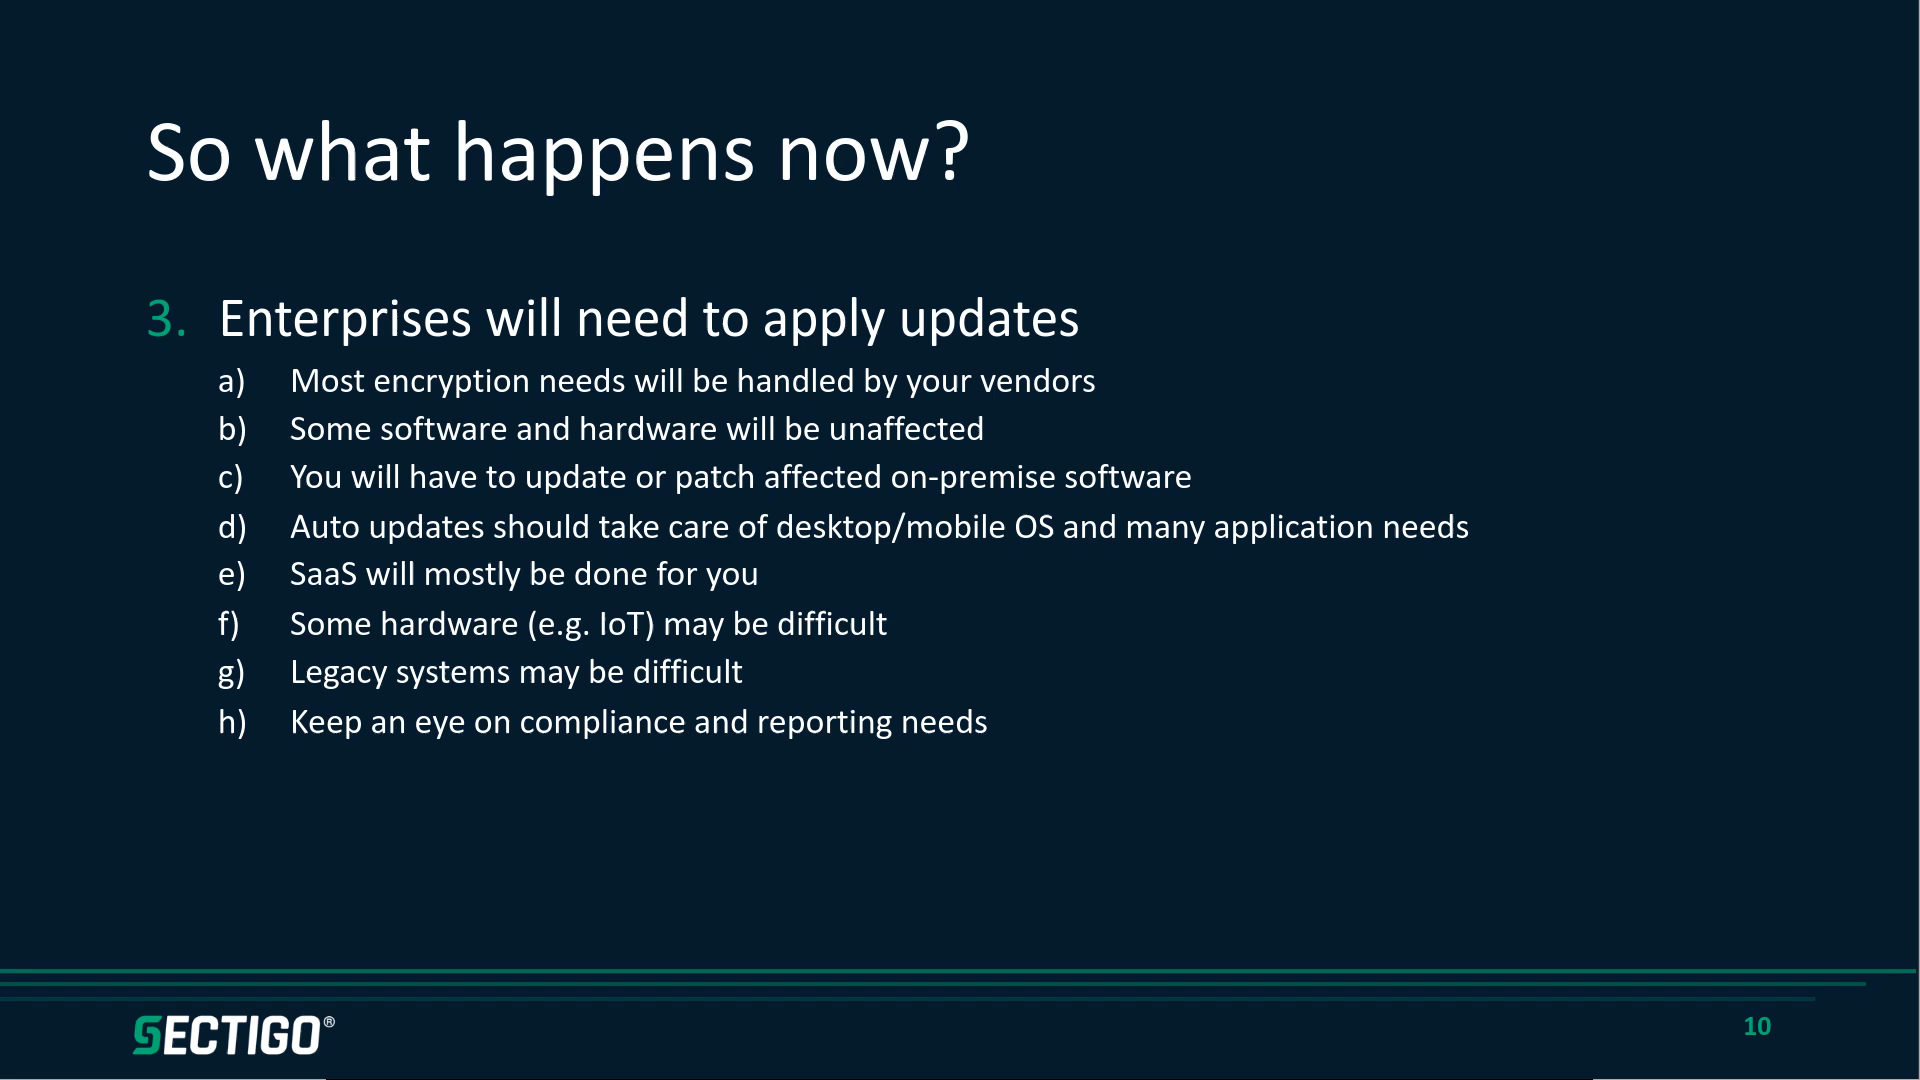 So what happens now?
3. Enterprises will need to apply updates
a) Most encryption needs will be handled by your vendors
b) Some software and hardware will be unaffected
c) You will have to update or patch affected on-premise software
d) Auto updates should take care of desktop/mobile OS and many application needs
e) SaaS will mostly be done for you
f) Some hardware (e.g. IoT) may be difficult
g) Legacy systems may be difficult
h) Keep an eye on compliance and reporting needs
SECTIGO®
10